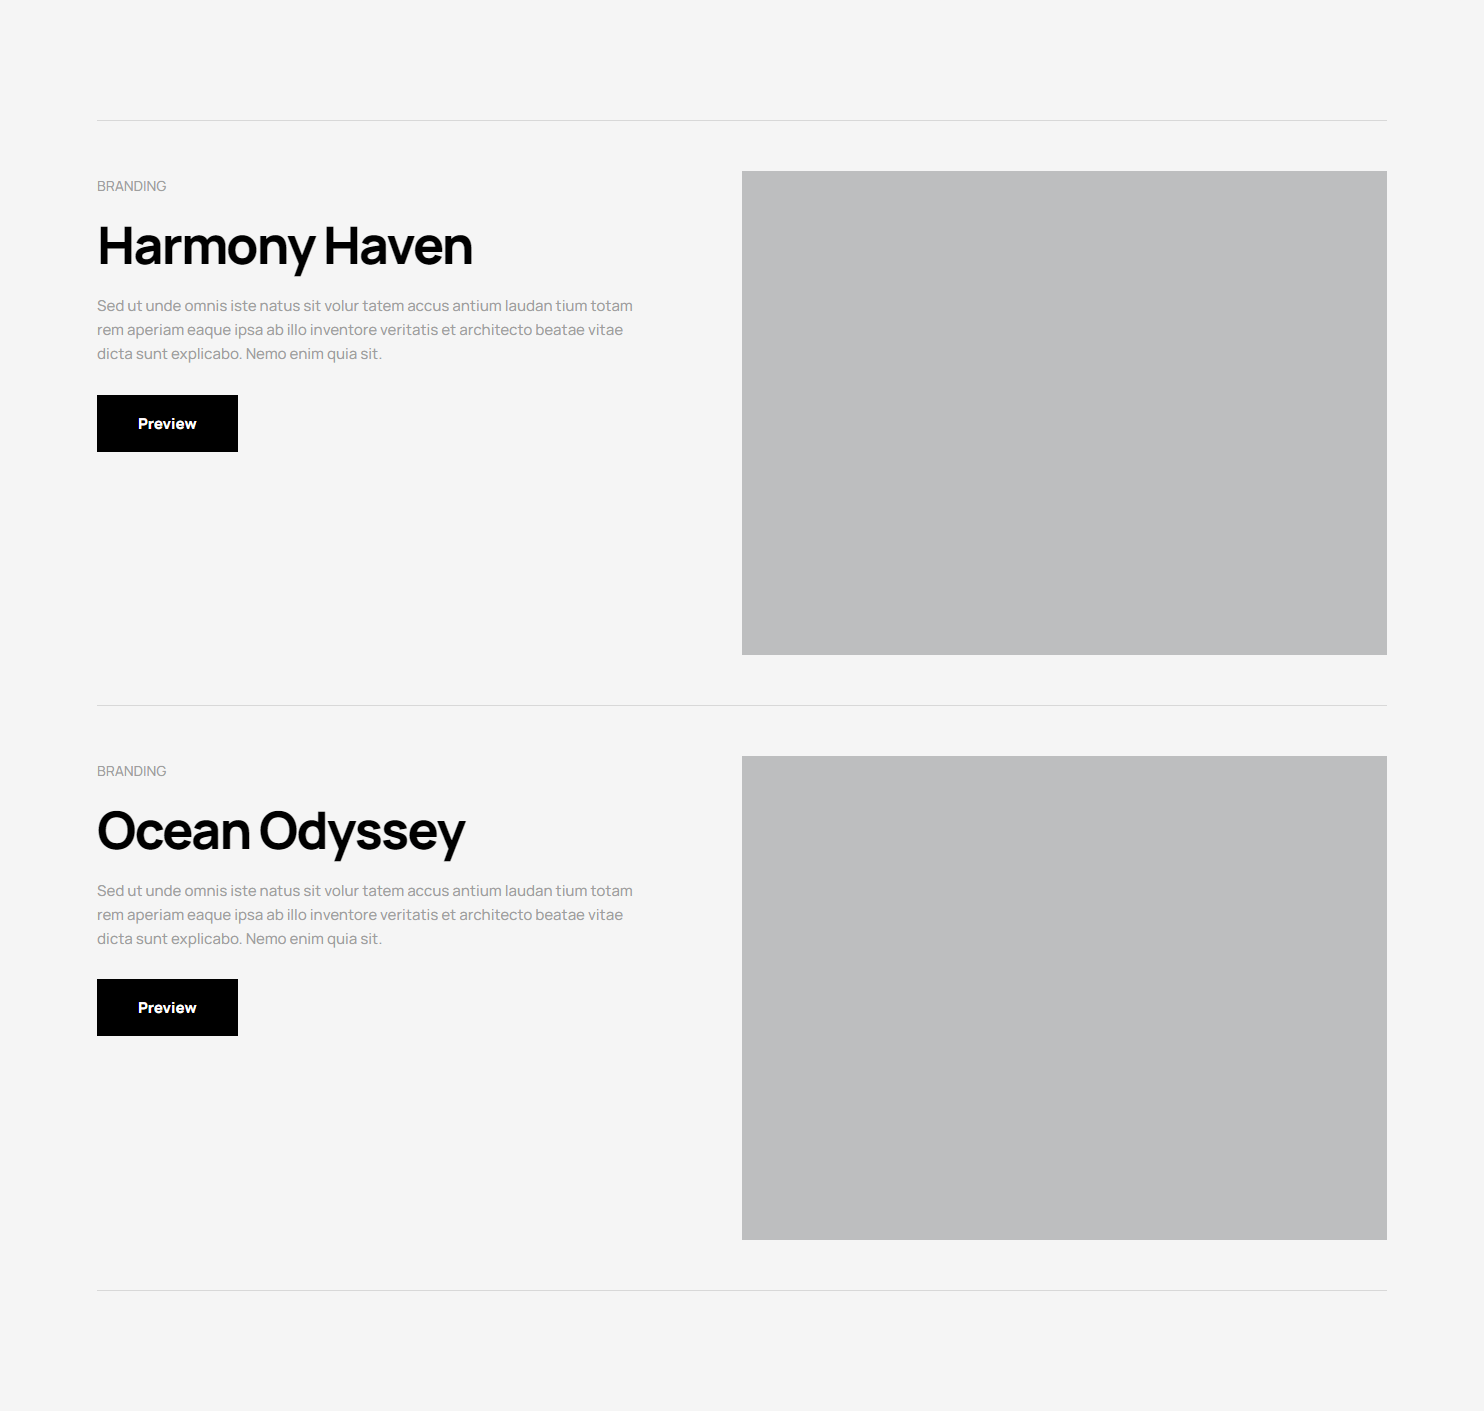 BRANDING
Harmony Haven
Sed ut unde omnis iste natus sit volur tatem accus antium laudan tium totam
rem aperiam eaque ipsa ab illo inventore veritatis et architecto beatae vitae
dicta sunt explicabo. Nemo enim quia sit.
Preview
BRANDING
Ocean Odyssey
Sed ut unde omnis iste natus sit volur tatem accus antium laudan tium totam
rem aperiam eaque ipsa ab illo inventore veritatis et architecto beatae vitae
dicta sunt explicabo. Nemo enim quia sit.
Preview